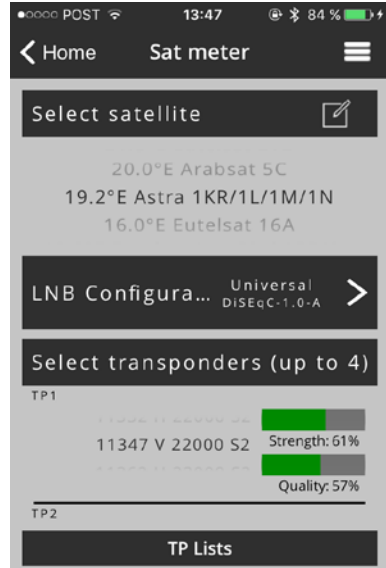 POST 13:47 84 %
Home Sat meter
Select satellite
20.0°E Arabsat 5C
19.2°E Astra 1KR/1L/1M/1N
16.0°E Eutelsat 16A
LNB Configura... Universal
DiSEqC-1.0-A
Select transponders (up to 4)
TP1
11347 V 22000 S2 Strength: 61%
Quality: 57%
TP2
TP Lists